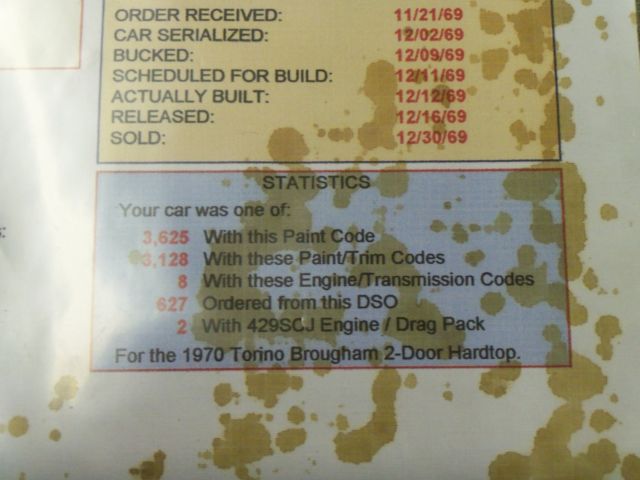 ORDER RECEIVED: 11/21/69
CAR SERIALIZED: 12/02/69
BUCKED: 12/09/69
SCHEDULED FOR BUILD: 12/11/69
ACTUALLY BUILT: 12/12/69
RELEASED: 12/16/69
SOLD: 12/30/69
STATISTICS
Your car was one of:
3,625 With this Paint Code
3,128 With these Paint/Trim Codes
8 With these Engine/Transmission Codes
627 Ordered from this DSO
2 With 429SCJ Engine / Drag Pack
For the 1970 Torino Brougham 2-Door Hardtop.